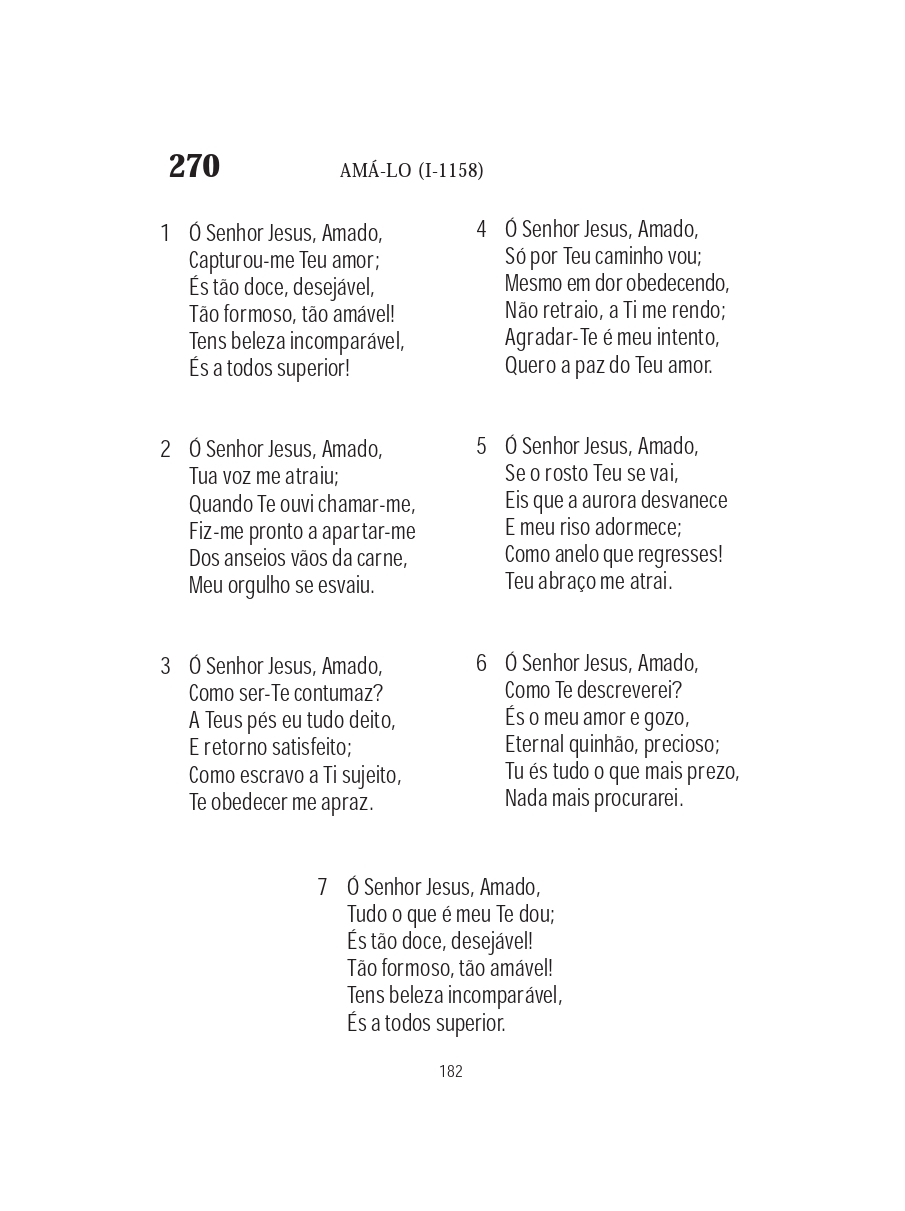 270 AMÁ-LO (I-1158)
1 Ó Senhor Jesus, Amado,
Capturou-me Teu amor;
És tão doce, desejável,
Tão formoso, tão amável!
Tens beleza incomparável,
És a todos superior!
2 Ó Senhor Jesus, Amado,
Tua voz me atraiu;
Quando Te ouvi chamar-me,
Fiz-me pronto a apartar-me
Dos anseios vãos da carne,
Meu orgulho se esvaiu.
3 Ó Senhor Jesus, Amado,
Como ser-Te contumaz?
A Teus pés eu tudo deito,
E retorno satisfeito;
Como escravo a Ti sujeito,
Te obedecer me apraz.
4 Ó Senhor Jesus, Amado,
Só por Teu caminho vou;
Mesmo em dor obedecendo,
Não retraio, a Ti me rendo;
Agradar-Te é meu intento,
Quero a paz do Teu amor.
5 Ó Senhor Jesus, Amado,
Se o rosto Teu se vai,
Eis que a aurora desvanece
E meu riso adormece;
Como anelo que regresses!
Teu abraço me atrai.
6 Ó Senhor Jesus, Amado,
Como Te descreverei?
És o meu amor e gozo,
Eternal quinhão, precioso;
Tu és tudo o que mais prezo,
Nada mais procurarei.
7 Ó Senhor Jesus, Amado,
Tudo o que é meu Te dou;
És tão doce, desejável!
Tão formoso, tão amável!
Tens beleza incomparável,
És a todos superior.
182